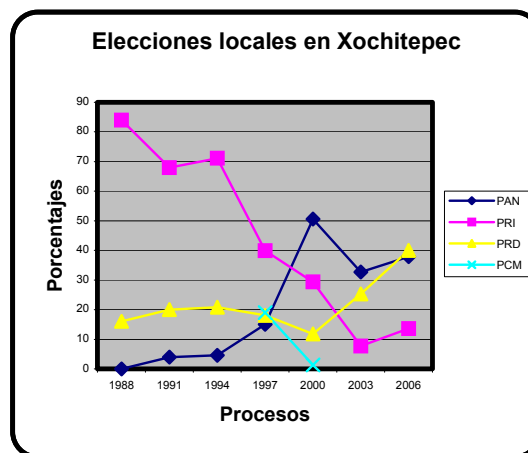 Elecciones locales en Xochitepec
Porcentajes
90
80
70
60
50
40
30
20
10
0
1988 1991 1994 1997 2000 2003 2006
Procesos
PAN
PRI
PRD
PCM